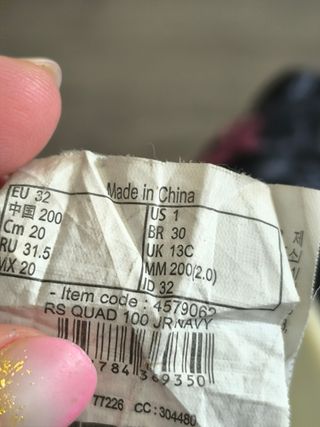 Made in China
EU 32
中国 200
Cm 20
RU 31.5
MX 20
US 1
BR 30
UK 13C
MM 200(2.0)
ID 32
- Item code : 4579062
RS QUAD 100 JR NAVY
784 369350
77226 CC: 304480